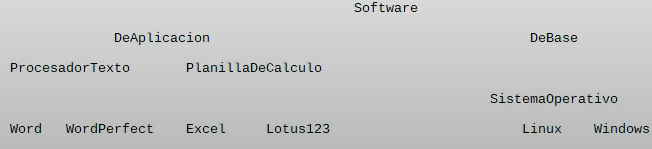 Software
DeAplicacion DeBase
ProcesadorTexto PlanillaDeCalculo
SistemaOperativo
Word WordPerfect Excel Lotus123 Linux Windows